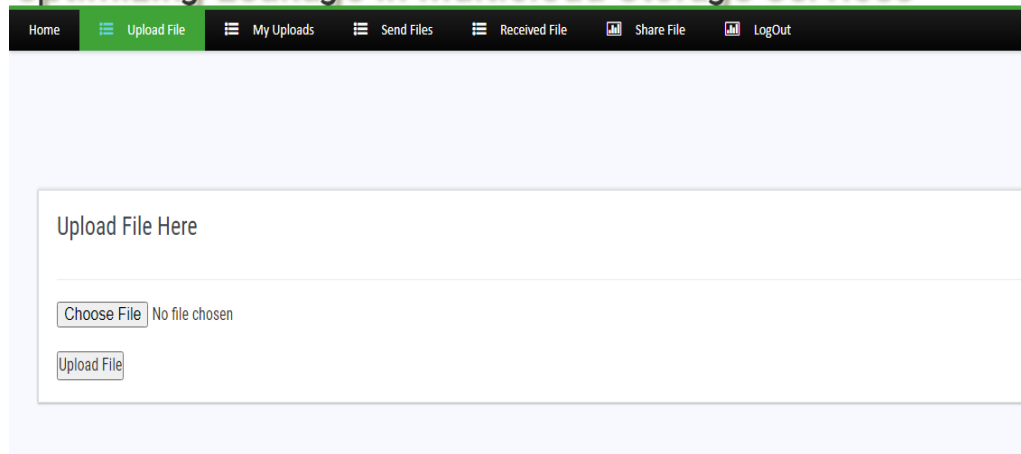 Home Upload File My Uploads Send Files Received File Share File LogOut
Upload File Here
Choose File No file chosen
Upload File